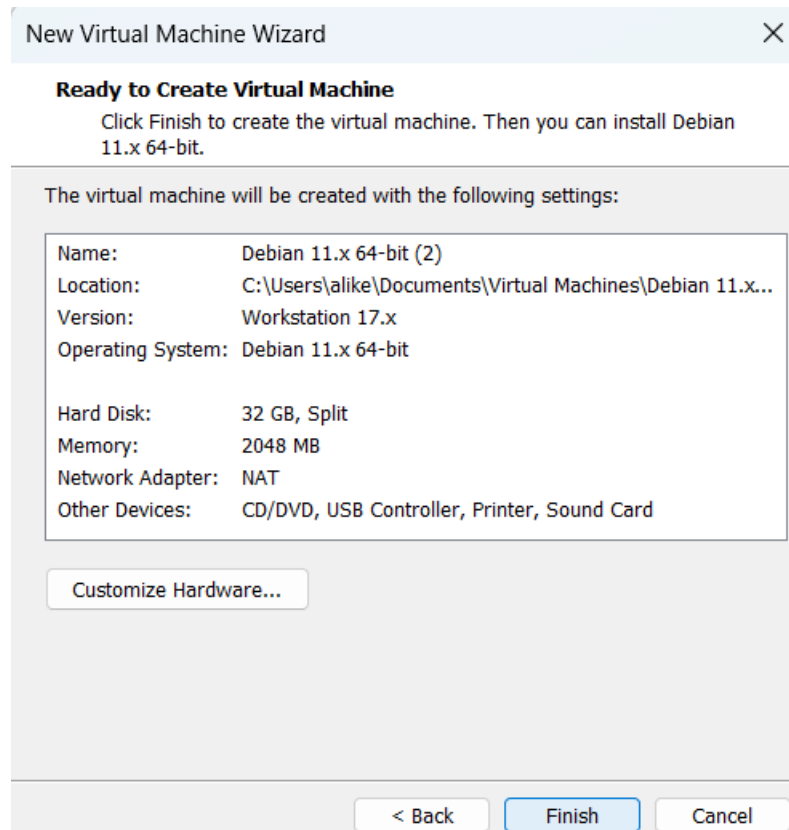 New Virtual Machine Wizard
Ready to Create Virtual Machine
Click Finish to create the virtual machine. Then you can install Debian
11.x 64-bit.
The virtual machine will be created with the following settings:
Name: Debian 11.x 64-bit (2)
Location: C:\Users\alike\Documents\Virtual Machines\Debian 11.x...
Version: Workstation 17.x
Operating System: Debian 11.x 64-bit
Hard Disk: 32 GB, Split
Memory: 2048 MB
Network Adapter: NAT
Other Devices: CD/DVD, USB Controller, Printer, Sound Card
Customize Hardware...
< Back Finish Cancel